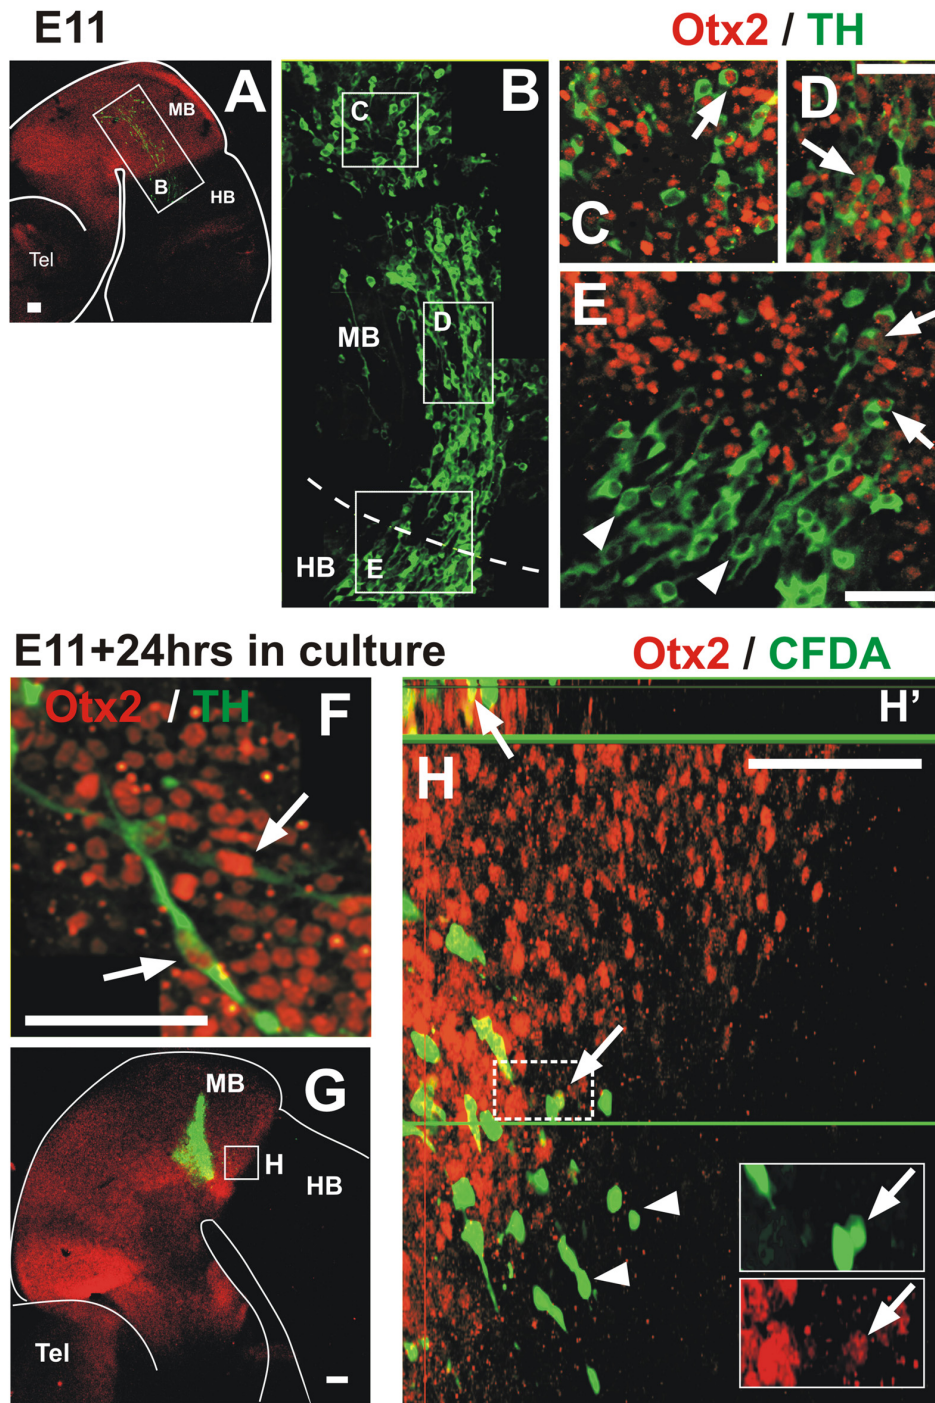 E11
Otx2 / TH
A
MB
B
HB
Tel
B
C
MB
D
HB
E
C
D
E
E11+24hrs in culture
Otx2 / CFDA
Otx2 / TH
F
H'
H
G
MB
H
HB
Tel